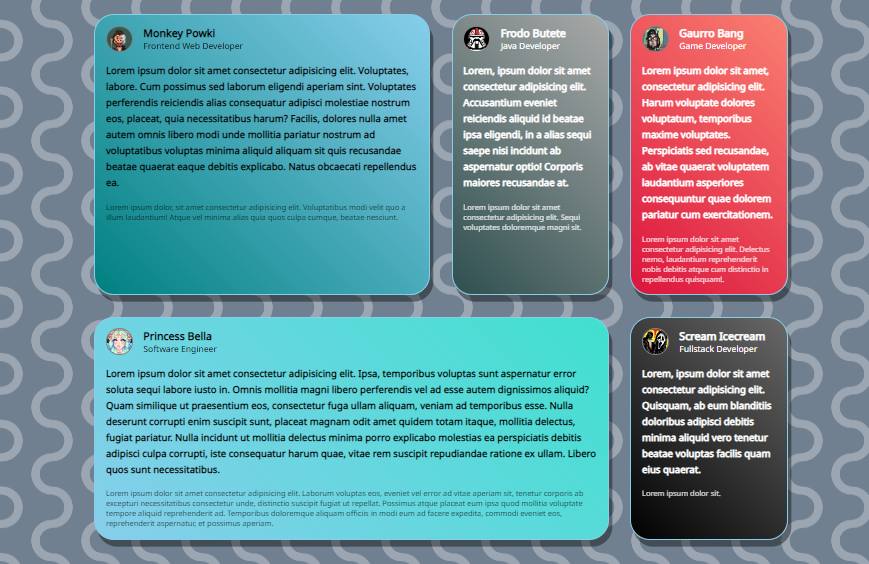 Monkey Powki
Frontend Web Developer
Lorem ipsum dolor sit amet consectetur adipisicing elit. Voluptates,
labore. Cum possimus sed laborum eligendi aperiam sint. Voluptates
perferendis reiciendis alias consequatur adipisci molestiae nostrum
eos, placeat, quia necessitatibus harum? Facilis, dolores nulla amet
autem omnis libero modi unde mollitia pariatur nostrum ad
voluptatibus voluptas minima aliquid aliquam sit quis recusandae
beatae quaerat eaque debitis explicabo. Natus obcaecati repellendus
ea.
Lorem ipsum dolor, sit amet consectetur adipisicing elit. Voluptatibus modi velit quo a
illum laudantium! Atque vel minima alias quia quos culpa cumque, beatae nesciunt.
Frodo Butete
Java Developer
Lorem, ipsum dolor sit amet
consectetur adipisicing elit.
Accusantium eveniet
reiciendis aliquid id beatae
ipsa eligendi, in a alias sequi
saepe nisi incidunt ab
aspernatur optio! Corporis
maiores recusandae at.
Lorem ipsum dolor sit amet
consectetur adipisicing elit. Sequi
voluptates doloremque magni sit.
Gaurro Bang
Game Developer
Lorem ipsum dolor sit amet,
consectetur adipisicing elit.
Harum voluptate dolores
voluptatum, temporibus
maxime voluptates.
Perspiciatis sed recusandae,
ab vitae quaerat voluptatem
laudantium asperiores
consequuntur quae dolorem
pariatur cum exercitationem.
Lorem ipsum dolor sit amet
consectetur adipisicing elit. Delectus
nemo, laudantium reprehenderit
nobis debitis atque cum distinctio in
repellendus quisquam!.
Princess Bella
Software Engineer
Lorem ipsum dolor sit amet consectetur adipisicing elit. Ipsa, temporibus voluptas sunt aspernatur error
soluta sequi labore iusto in. Omnis mollitia magni libero perferendis vel ad esse autem dignissimos aliquid?
Quam similique ut praesentium eos, consectetur fuga ullam aliquam, veniam ad temporibus esse. Nulla
deserunt corrupti enim suscipit sunt, placeat magnam odit amet quidem totam itaque, mollitia delectus,
fugiat pariatur. Nulla incidunt ut mollitia delectus minima porro explicabo molestias ea perspiciatis debitis
adipisci culpa corrupti, iste consequatur harum quae, vitae rem suscipit repudiandae ratione ex ullam. Libero
quos sunt necessitatibus.
Lorem ipsum dolor sit amet consectetur adipisicing elit. Laborum voluptas eos, eveniet vel error ad vitae aperiam sit, tenetur corporis ab
excepturi necessitatibus consectetur unde, distinctio suscipit fugiat ut repellat. Possimus atque ipsum ipsa quod mollitia voluptate
tempore aliquid reprehenderit ad. Temporibus doloremque aliquam officiis in modi eum ad facere expedita, commodi eveniet eos,
reprehenderit aspernatur, et possimus aperiam.
Scream Icecream
Fullstack Developer
Lorem, ipsum dolor sit amet
consectetur adipisicing elit.
Quisquam, ab eum blanditiis
doloribus adipisci debitis
minima aliquid vero tenetur
beatae voluptas facilis quam
eius quaerat.
Lorem ipsum dolor sit.